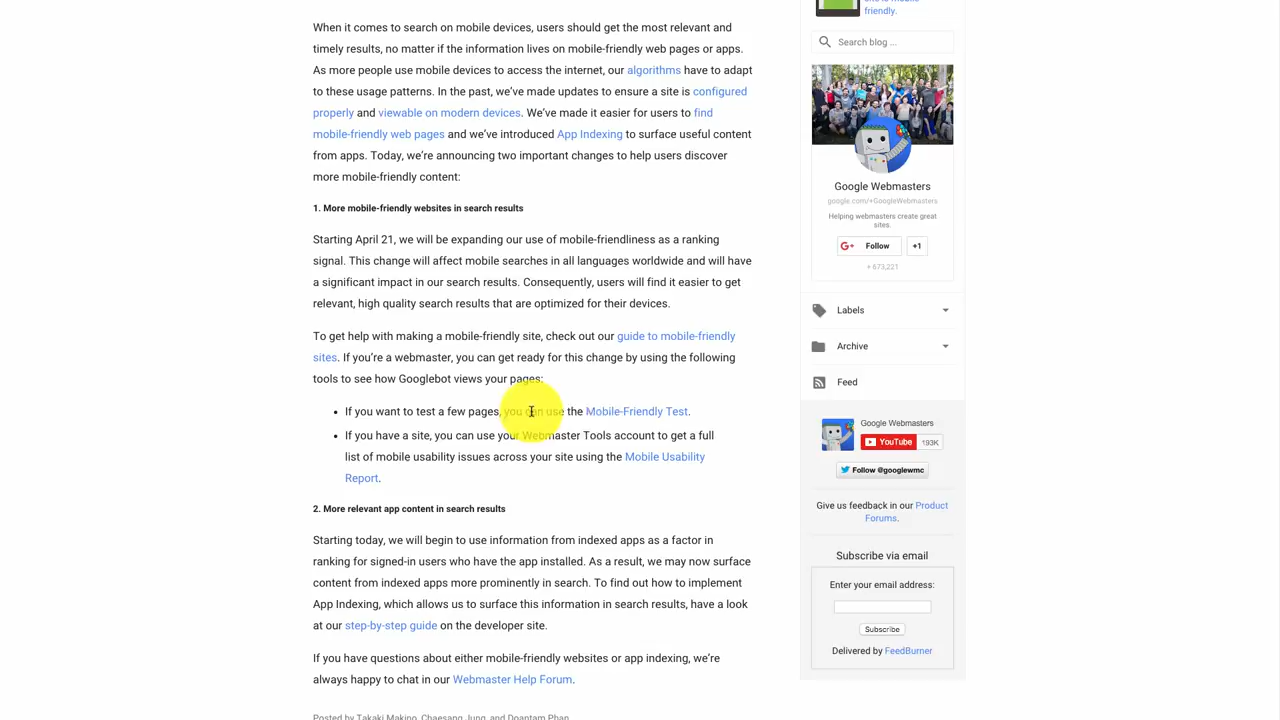 When it comes to search on mobile devices, users should get the most relevant and
timely results, no matter if the information lives on mobile-friendly web pages or apps.
As more people use mobile devices to access the internet, our algorithms have to adapt
to these usage patterns. In the past, we've made updates to ensure a site is configured
properly and viewable on modern devices. We've made it easier for users to find
mobile-friendly web pages and we've introduced App Indexing to surface useful content
from apps. Today, we're announcing two important changes to help users discover
more mobile-friendly content:
1. More mobile-friendly websites in search results
Starting April 21, we will be expanding our use of mobile-friendliness as a ranking
signal. This change will affect mobile searches in all languages worldwide and will have
a significant impact in our search results. Consequently, users will find it easier to get
relevant, high quality search results that are optimized for their devices.
To get help with making a mobile-friendly site, check out our guide to mobile-friendly
sites. If you're a webmaster, you can get ready for this change by using the following
tools to see how Googlebot views your pages:
• If you want to test a few pages, you can use the Mobile-Friendly Test.
• If you have a site, you can use your Webmaster Tools account to get a full
list of mobile usability issues across your site using the Mobile Usability
Report.
2. More relevant app content in search results
Starting today, we will begin to use information from indexed apps as a factor in
ranking for signed-in users who have the app installed. As a result, we may now surface
content from indexed apps more prominently in search. To find out how to implement
App Indexing, which allows us to surface this information in search results, have a look
at our step-by-step guide on the developer site.
If you have questions about either mobile-friendly websites or app indexing, we're
always happy to chat in our Webmaster Help Forum.
Posted by Takaki Makino, Chaesang Jung, and Doantam Phan
friendly.
Search blog ...
Google Webmasters
google.com/+GoogleWebmasters
Helping webmasters create great
sites.
G+ Follow +1
+ 673,221
Labels
Archive
Feed
Google Webmasters
YouTube 193K
Follow @googlewmc
Give us feedback in our Product
Forums.
Subscribe via email
Enter your email address:
Subscribe
Delivered by FeedBurner